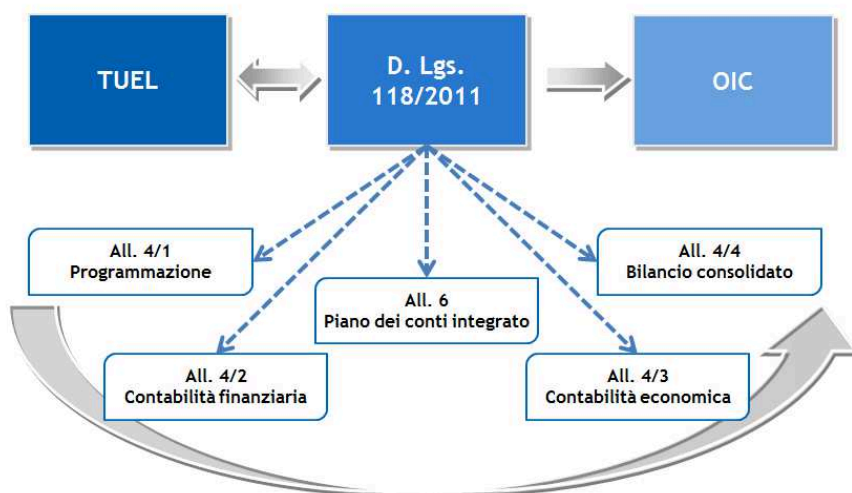 TUEL
D. Lgs.
118/2011
OIC
All. 4/1
Programmazione
All. 4/4
Bilancio consolidato
All. 6
Piano dei conti integrato
All. 4/2
Contabilità finanziaria
All. 4/3
Contabilità economica